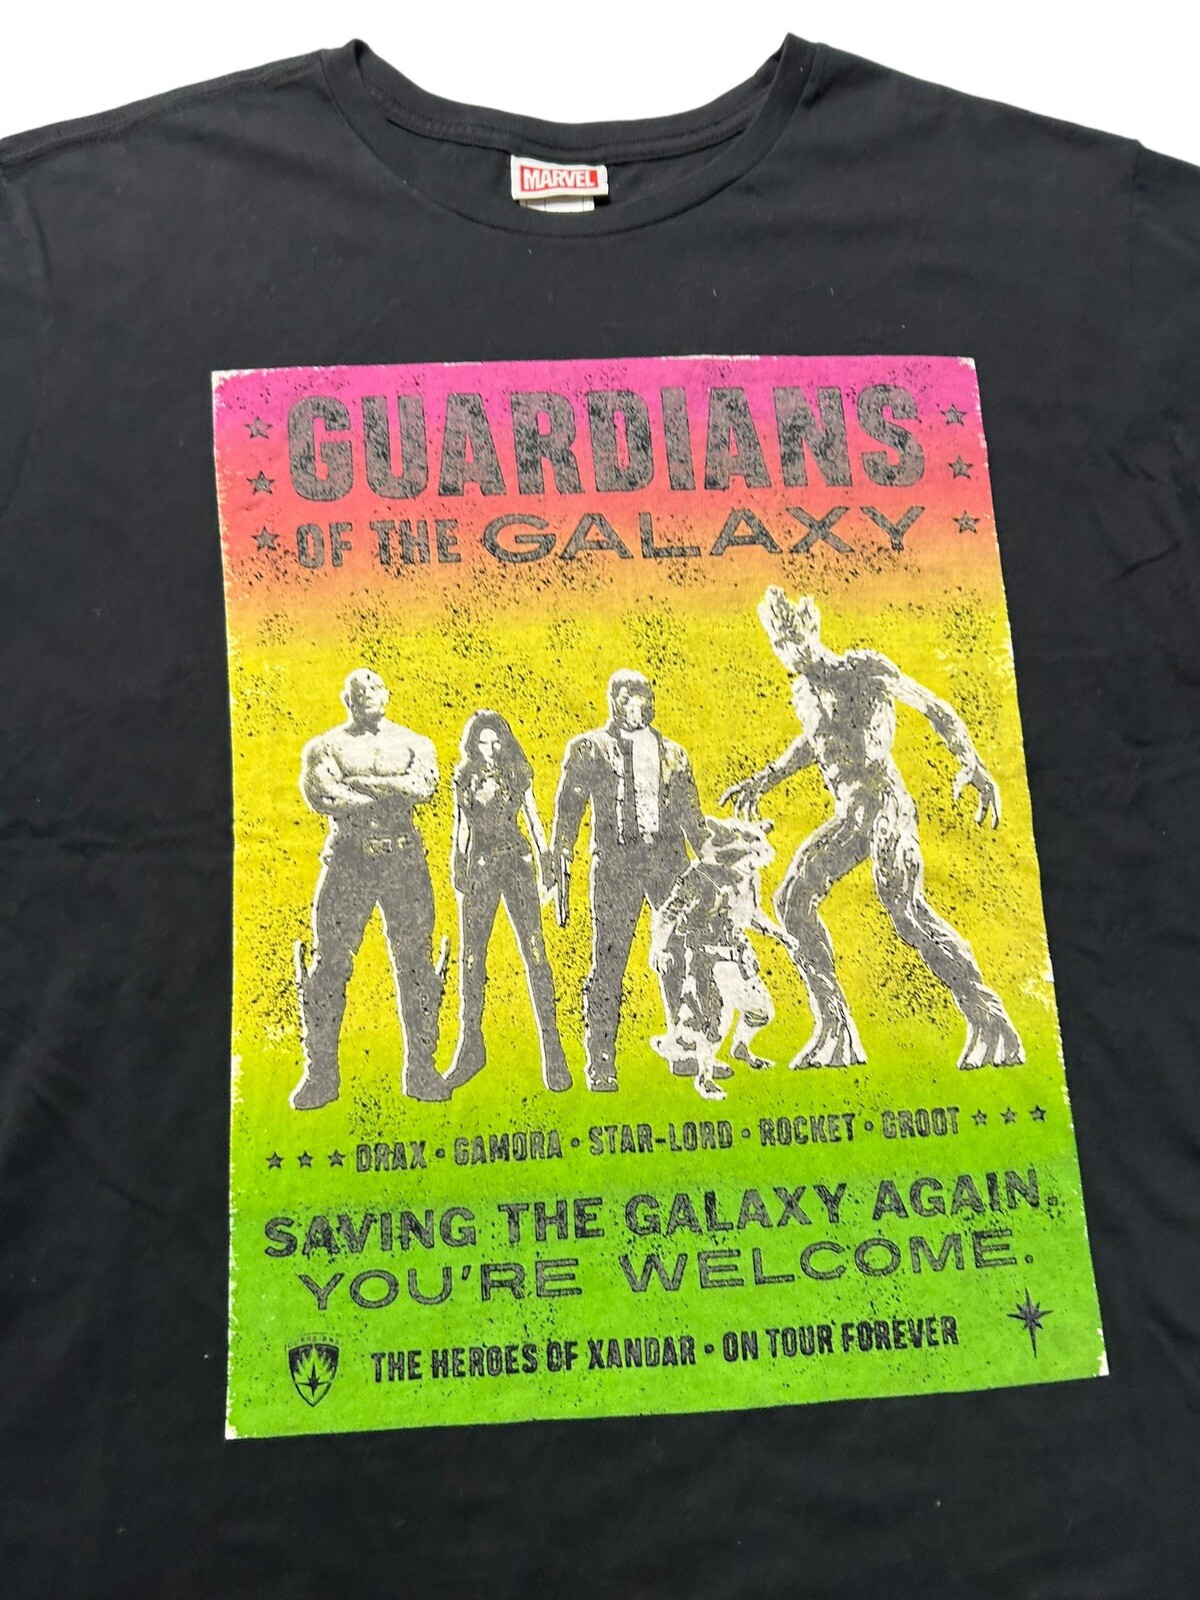 MARVEL
GUARDIANS
OF THE GALAXY
DRAX • GAMORA • STAR-LORD • ROCKET • GROOT
SAVING THE GALAXY AGAIN.
YOU'RE WELCOME.
GUARDIANS
THE HEROES OF XANDAR • ON TOUR FOREVER